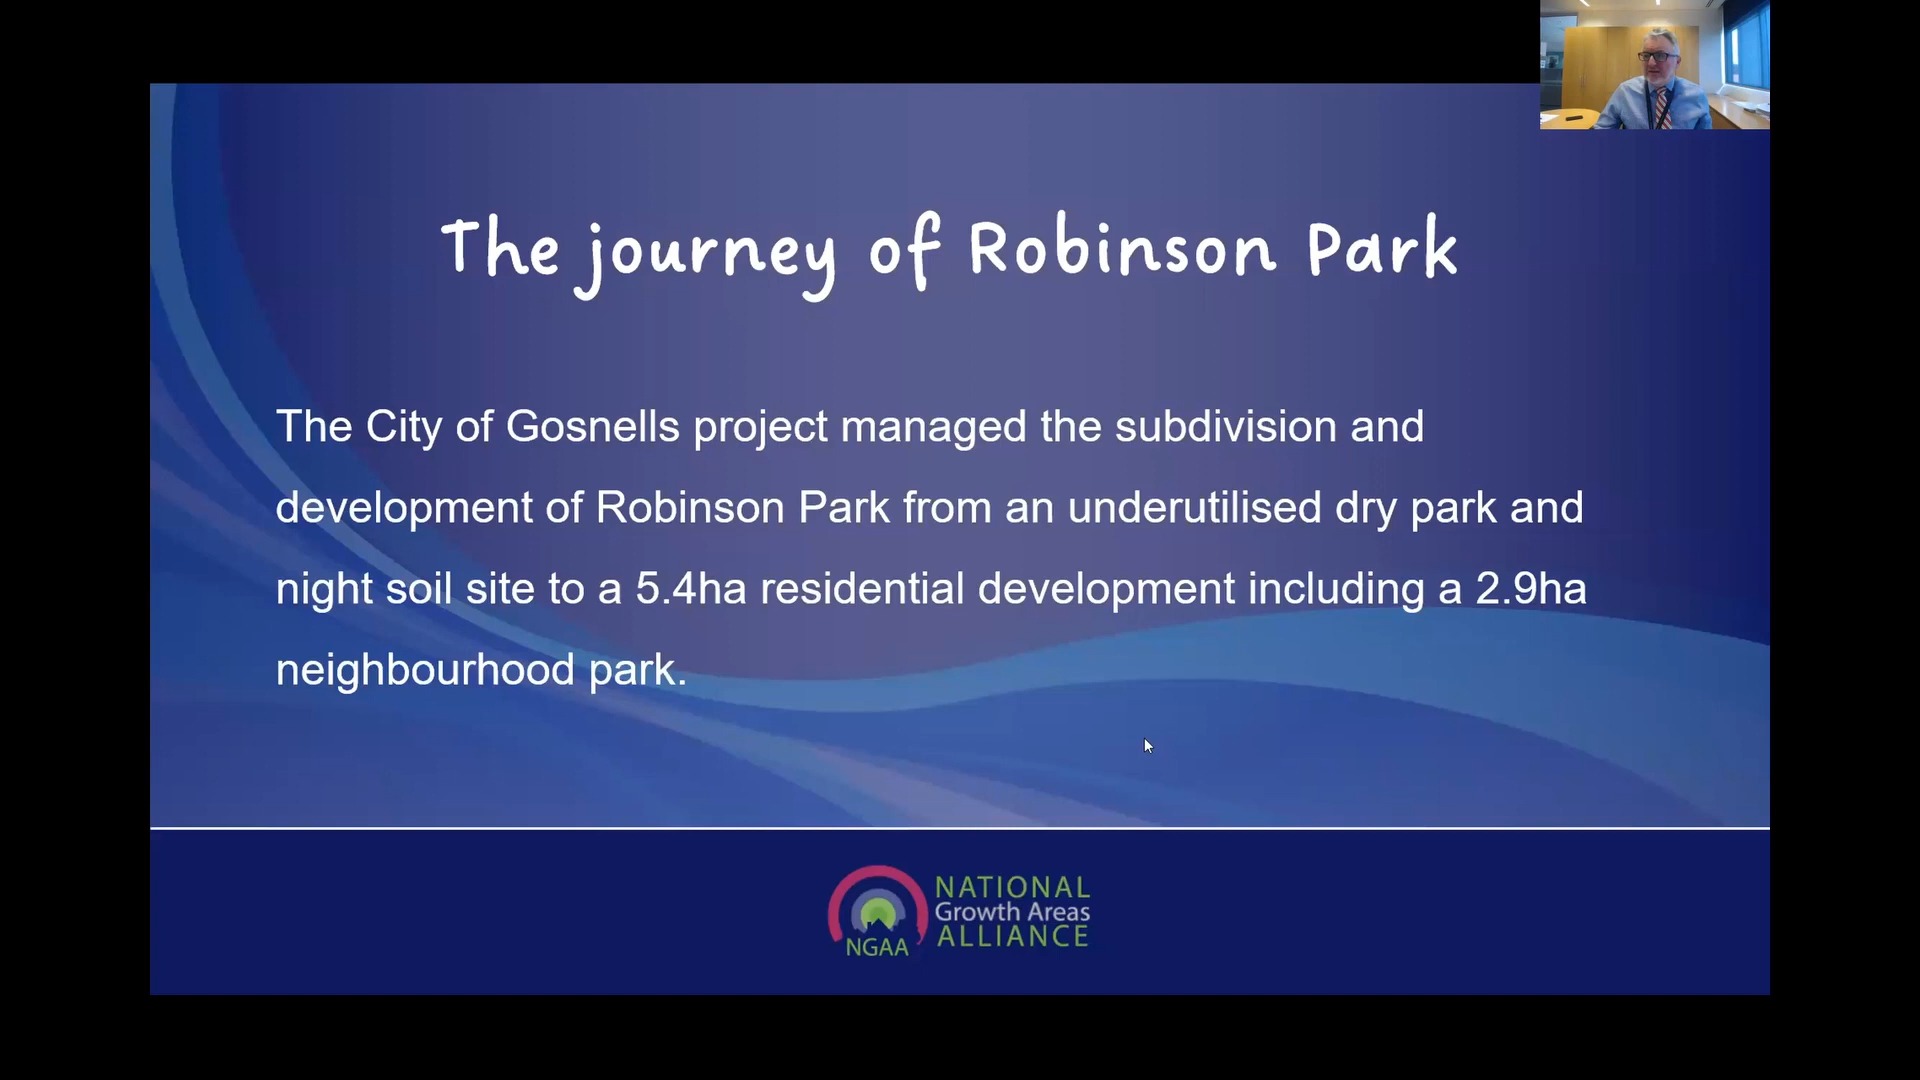 The journey of Robinson Park
The City of Gosnells project managed the subdivision and
development of Robinson Park from an underutilised dry park and
night soil site to a 5.4ha residential development including a 2.9ha
neighbourhood park.
NGAA
NATIONAL
Growth Areas
ALLIANCE